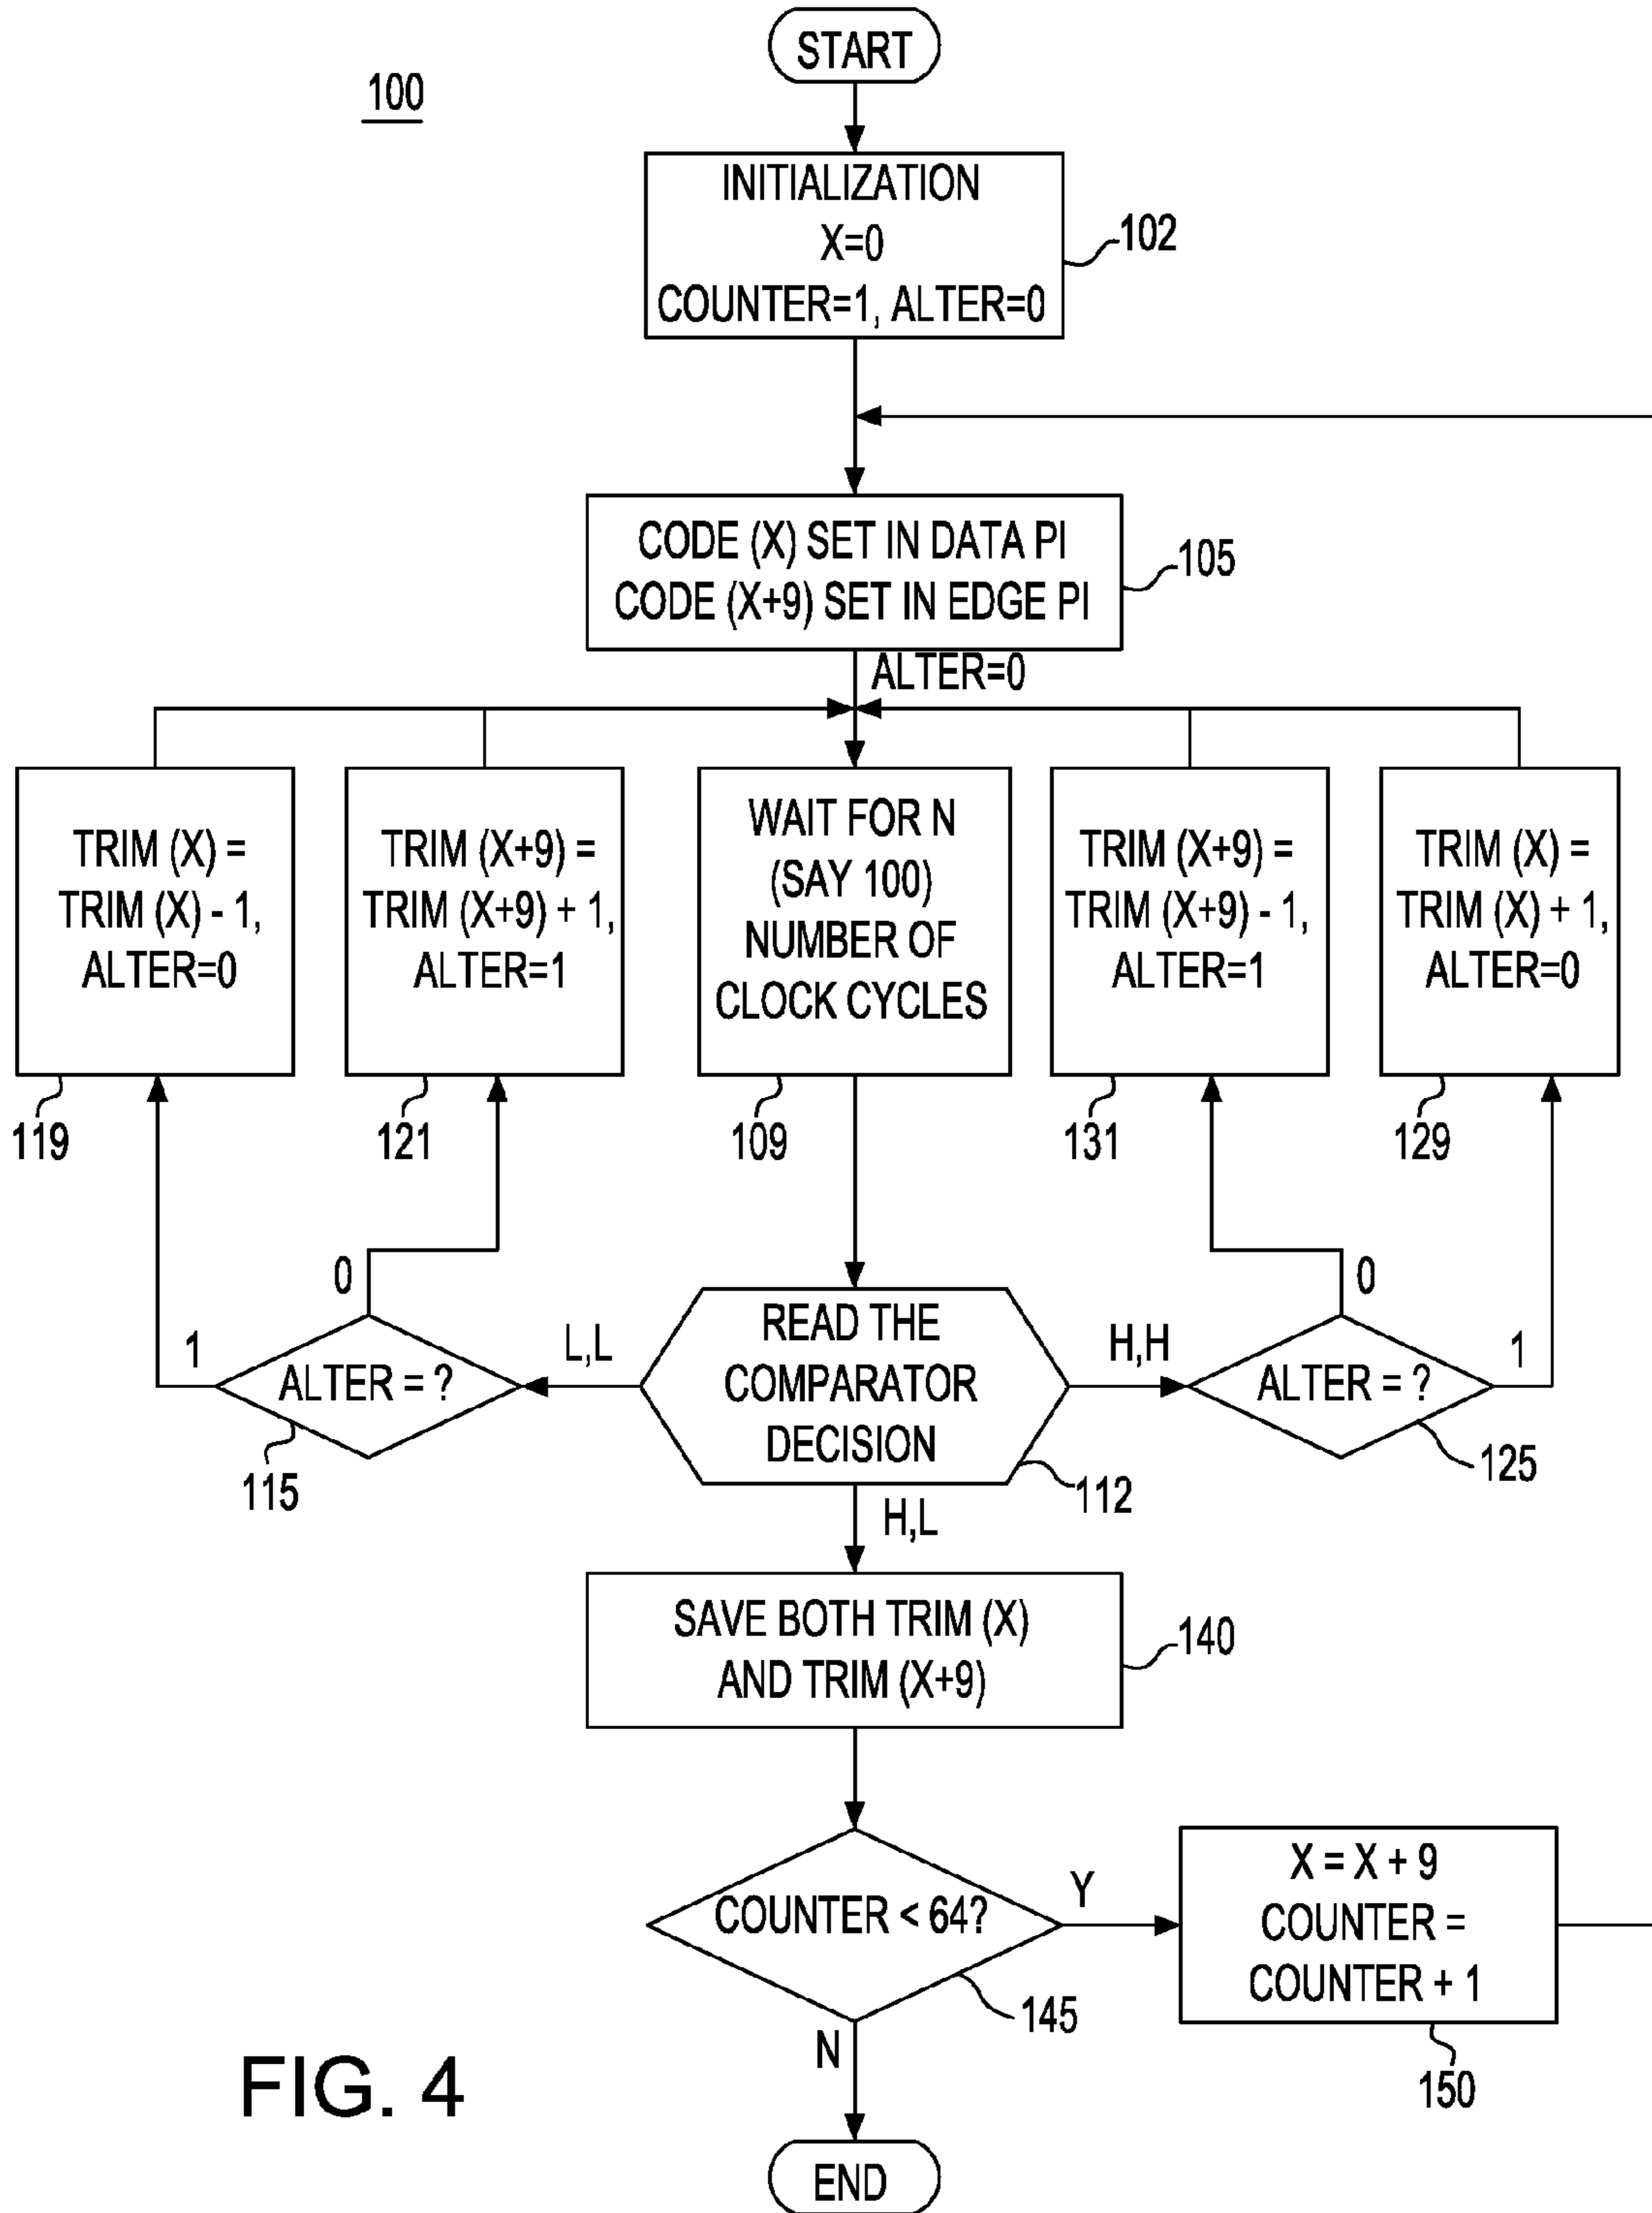 START
100
INITIALIZATION
X=0
COUNTER=1, ALTER=0
102
CODE (X) SET IN DATA PI
CODE (X+9) SET IN EDGE PI
105
ALTER=0
TRIM (X) =
TRIM (X) - 1,
ALTER=0
119
TRIM (X+9) =
TRIM (X+9) + 1,
ALTER=1
121
WAIT FOR N
(SAY 100)
NUMBER OF
CLOCK CYCLES
109
TRIM (X+9) =
TRIM (X+9) - 1,
ALTER=1
131
TRIM (X) =
TRIM (X) + 1,
ALTER=0
129
0
1
ALTER = ?
115
L,L
READ THE
COMPARATOR
DECISION
112
H,H
0
1
ALTER = ?
125
H,L
SAVE BOTH TRIM (X)
AND TRIM (X+9)
140
COUNTER < 64?
145
Y
X = X + 9
COUNTER =
COUNTER + 1
150
N
END
FIG. 4